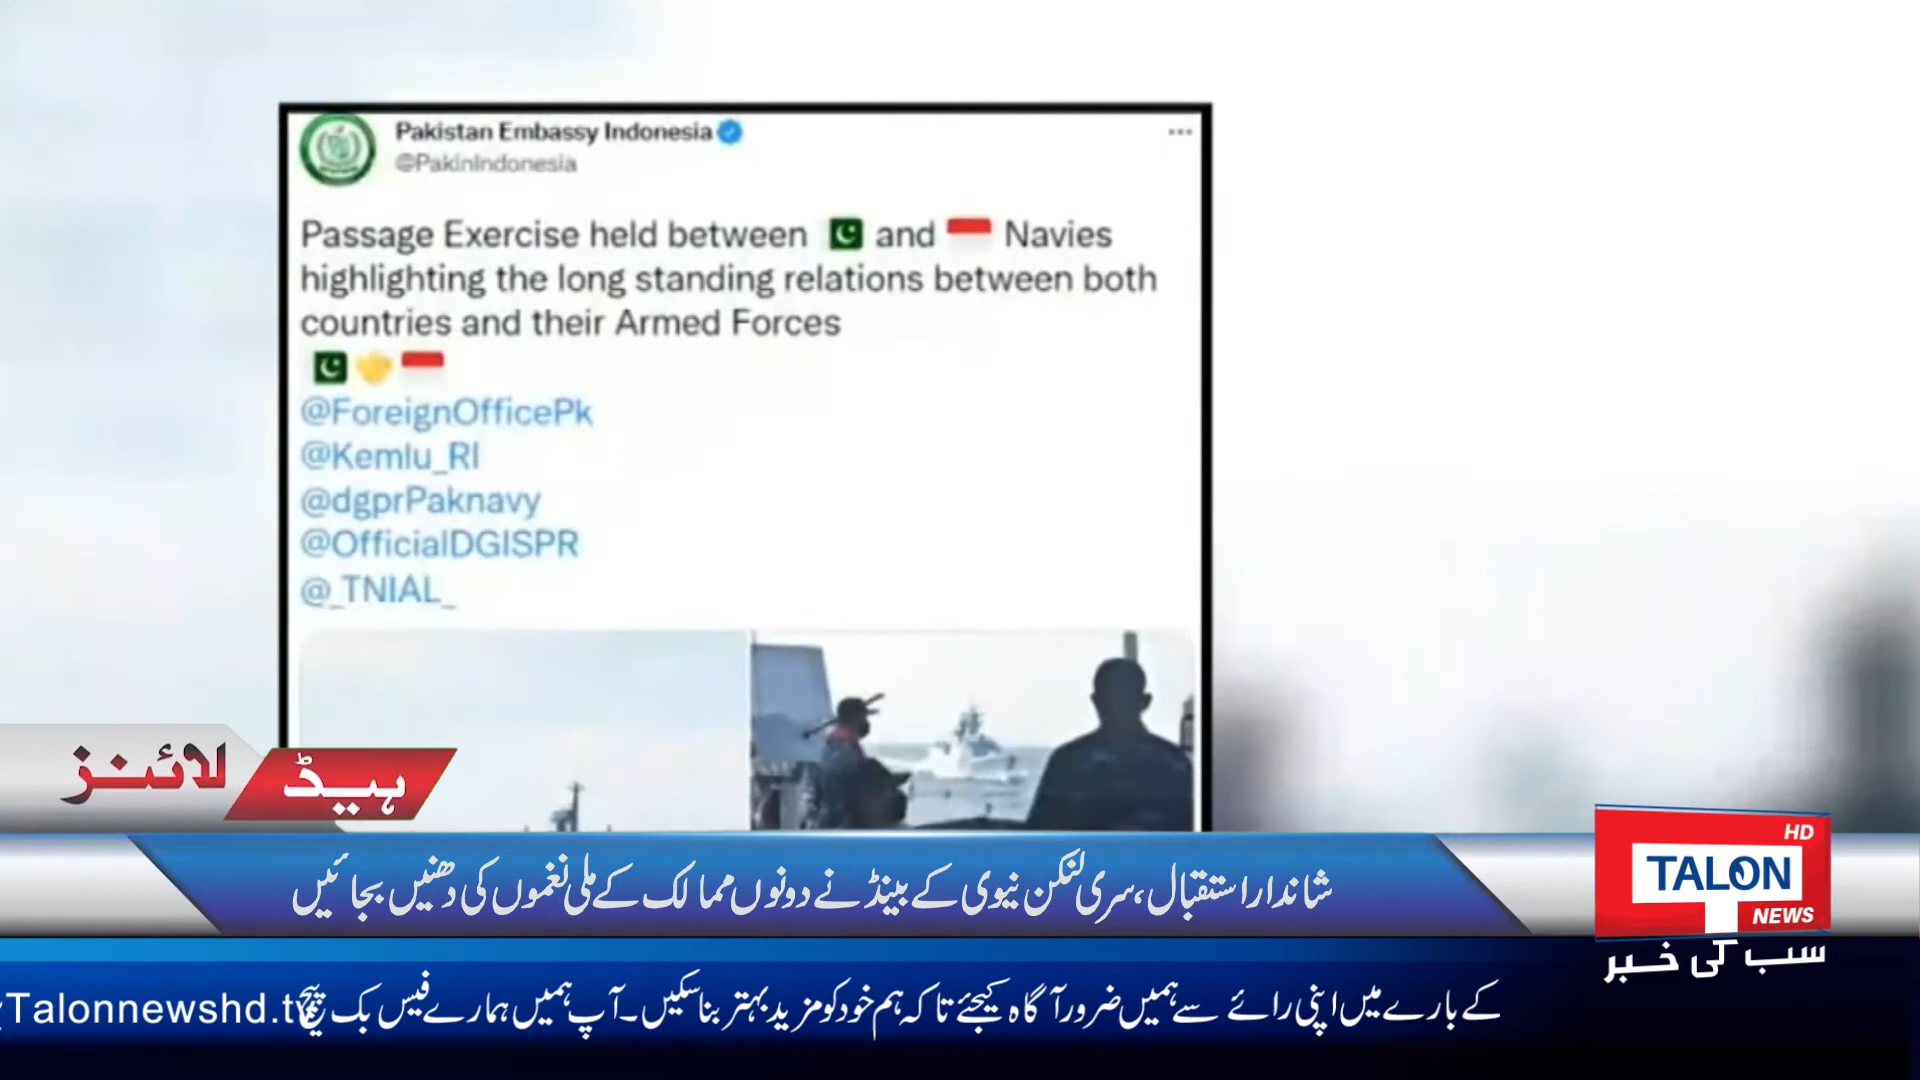 Pakistan Embassy Indonesia
@PakinIndonesia
Passage Exercise held between 🇵🇰 and 🇮🇩 Navies
highlighting the long standing relations between both
countries and their Armed Forces
🇵🇰🤝🇮🇩
@ForeignOfficePk
@Kemlu_RI
@dgprPaknavy
@OfficialDGISPR
@_TNIAL_
ہیڈ لائنز
شاندار استقبال، سری لنکن نیوی کے بینڈ نے دونوں ممالک کے ملی نغموں کی دھنیں بجائیں
HD
TALON
NEWS
سب کی خبر
کے بارے میں اپنی رائے سے ہمیں ضرور آگاہ کیجئے تاکہ ہم خود کو مزید بہتر بنا سکیں۔ آپ ہمیں ہمارے فیس بک پیج Talonnewshd.tv